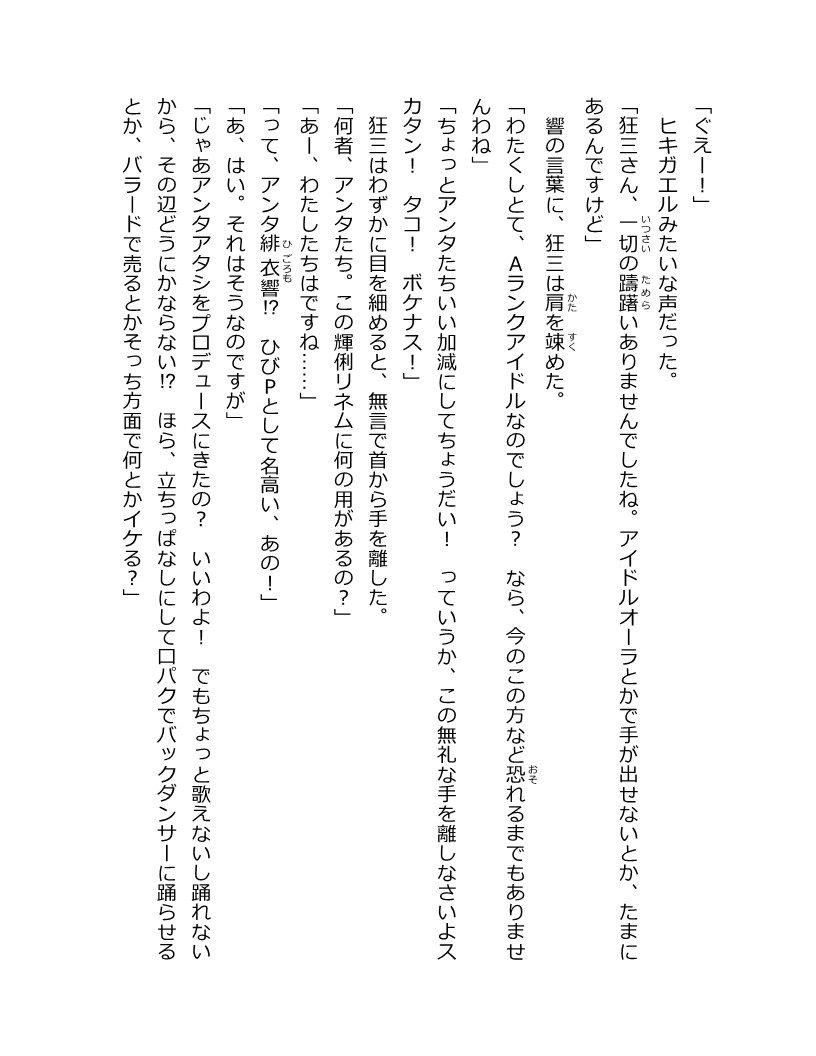 「ぐえー！」
ヒキガエルみたいな声だった。
「狂三さん、一切の躊躇いありませんでしたね。アイドルオーラとかで手が出せないとか、たまに
あるんですけど」
響の言葉に、狂三は肩を竦めた。
「わたくしとて、Ａランクアイドルなのでしょう？　なら、今のこの方など恐れるまでもありませ
んわね」
「ちょっとアンタたちいい加減にしてちょうだい！　っていうか、この無礼な手を離しなさいよス
カタン！　タコ！　ボケナス！」
狂三はわずかに目を細めると、無言で首から手を離した。
「何者、アンタたち。この輝俐リネムに何の用があるの？」
「あー、わたしたちはですね……」
「って、アンタ緋衣響!?　ひびＰとして名高い、あの！」
「あ、はい。それはそうなのですが」
「じゃあアンタアタシをプロデュースにきたの？　いいわよ！　でもちょっと歌えないし踊れない
から、その辺どうにかならない!?　ほら、立ちっぱなしにして口パクでバックダンサーに踊らせる
とか、バラードで売るとかそっち方面で何とかイケる？」